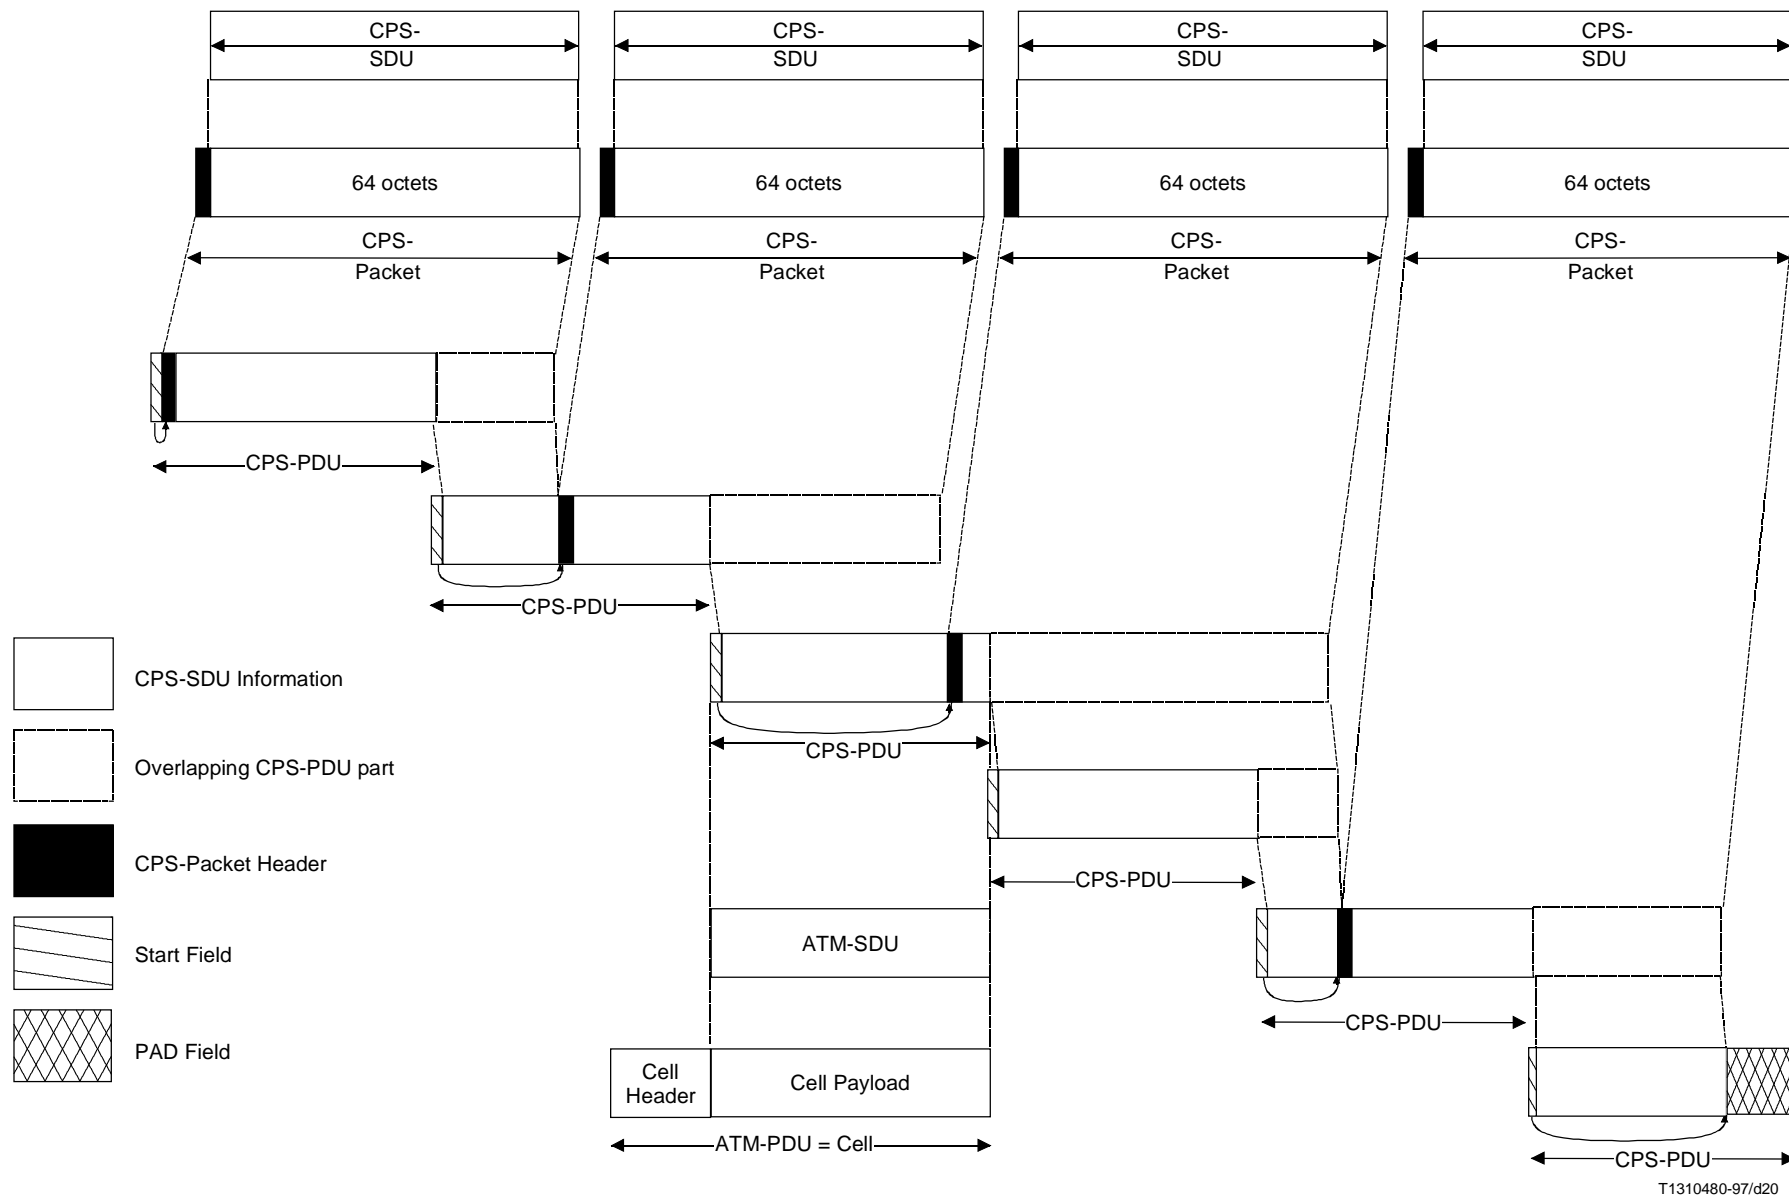 CPS-
SDU
CPS-
SDU
CPS-
SDU
CPS-
SDU
64 octets
64 octets
64 octets
64 octets
CPS-
Packet
CPS-
Packet
CPS-
Packet
CPS-
Packet
CPS-PDU
CPS-PDU
CPS-SDU Information
CPS-PDU
Overlapping CPS-PDU part
CPS-Packet Header
CPS-PDU
Start Field
ATM-SDU
CPS-PDU
PAD Field
Cell
Header
Cell Payload
ATM-PDU = Cell
CPS-PDU
T1310480-97/d20